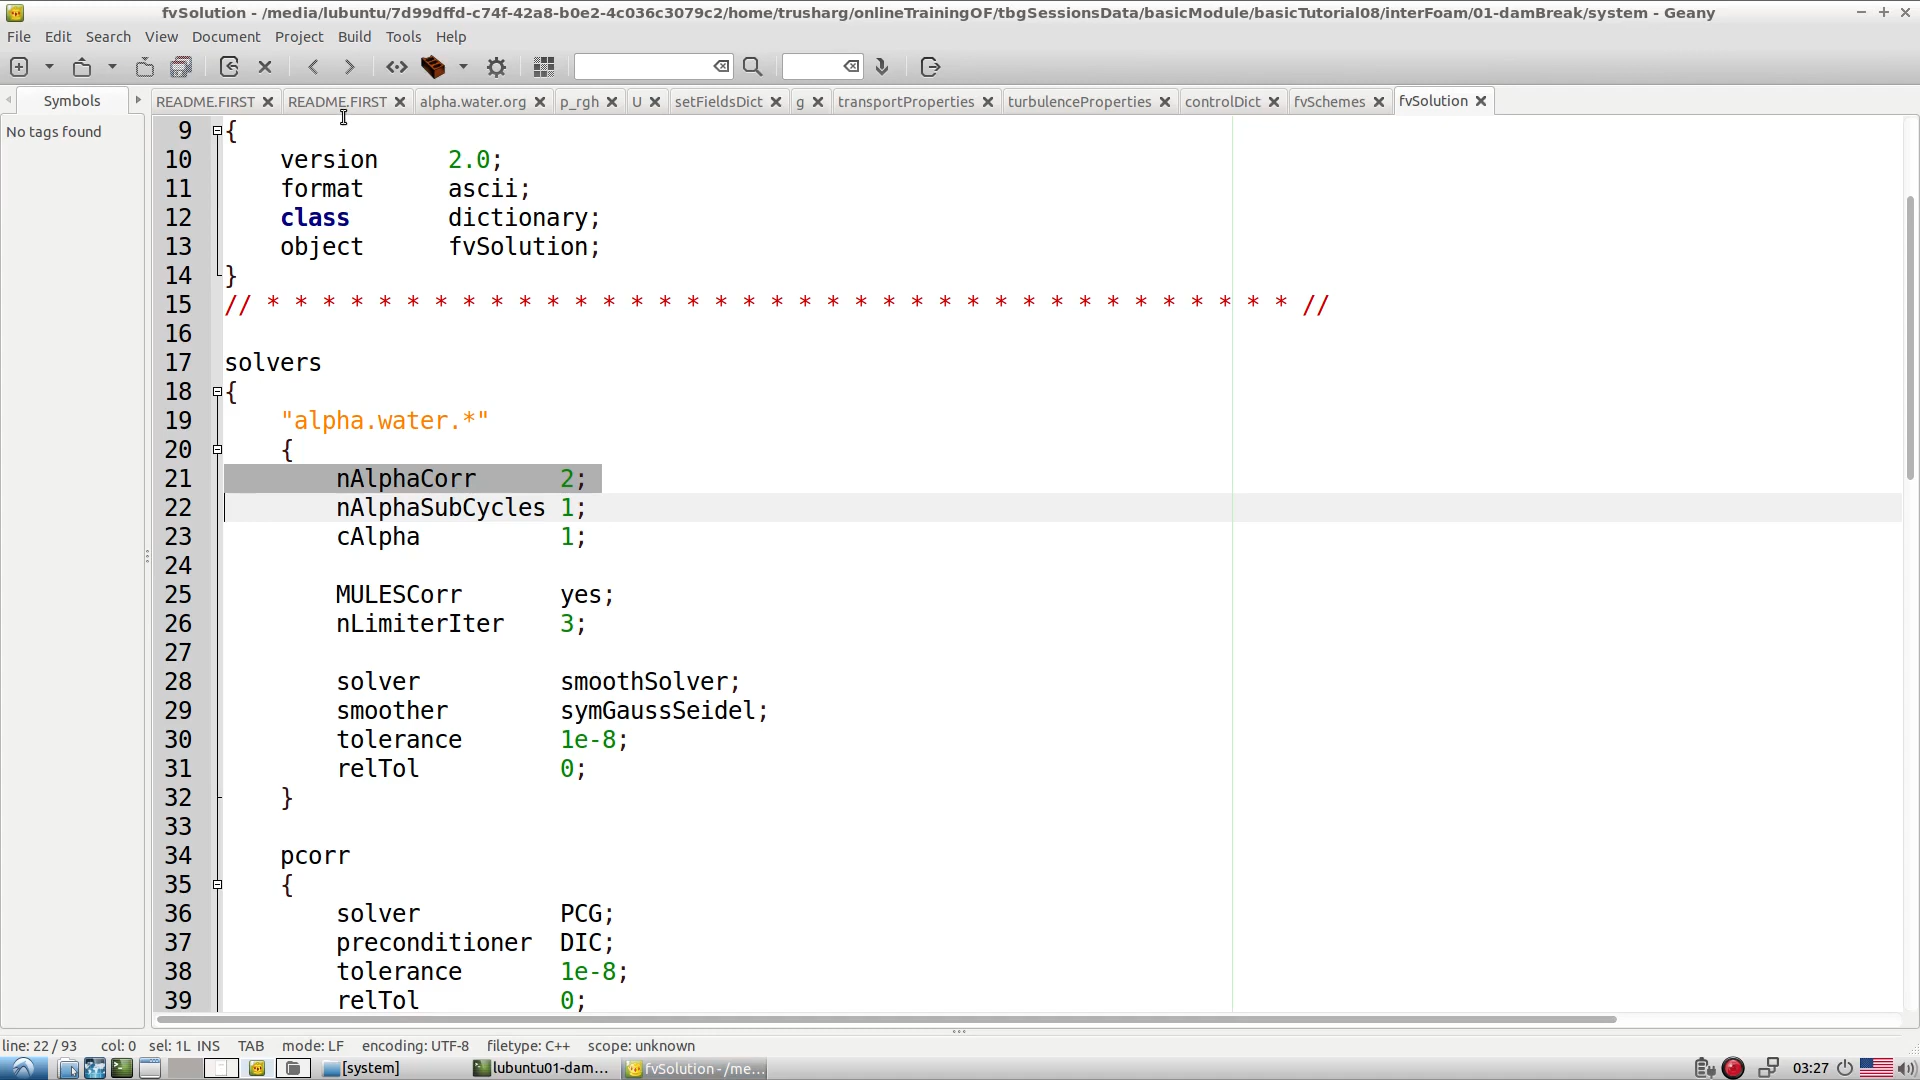 fvSolution - /media/lubuntu/7d99dffd-c74f-42a8-b0e2-4c036c3079c2/home/trusharg/onlineTrainingOF/tbgSessionsData/basicModule/basicTutorial08/interFoam/01-damBreak/system - Geany
File Edit Search View Document Project Build Tools Help
Symbols README.FIRST README.FIRST alpha.water.org p_rgh U setFieldsDict g transportProperties turbulenceProperties controlDict fvSchemes fvSolution
No tags found
9 {
10 version 2.0;
11 format ascii;
12 class dictionary;
13 object fvSolution;
14 }
15 // * * * * * * * * * * * * * * * * * * * * * * * * * * * * * * * * * * * * * //
16
17 solvers
18 {
19 "alpha.water.*"
20 {
21 nAlphaCorr 2;
22 nAlphaSubCycles 1;
23 cAlpha 1;
24
25 MULESCorr yes;
26 nLimiterIter 3;
27
28 solver smoothSolver;
29 smoother symGaussSeidel;
30 tolerance 1e-8;
31 relTol 0;
32 }
33
34 pcorr
35 {
36 solver PCG;
37 preconditioner DIC;
38 tolerance 1e-8;
39 relTol 0;
line: 22 / 93 col: 0 sel: 1L INS TAB mode: LF encoding: UTF-8 filetype: C++ scope: unknown
[system] lubuntu01-dam... fvSolution - /me... 03:27